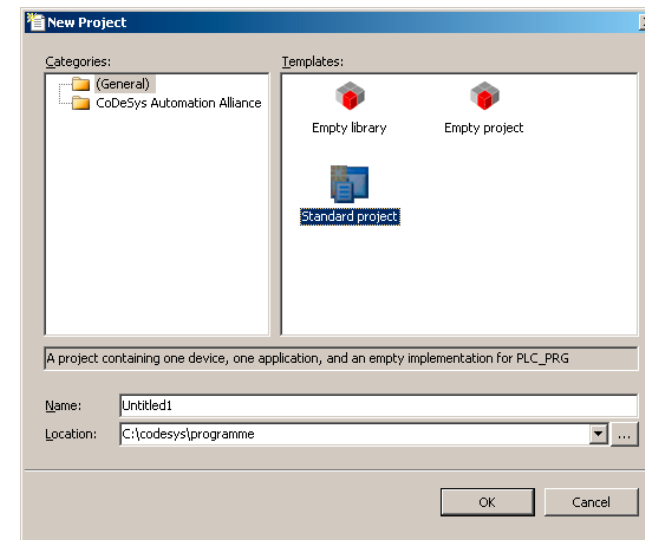 New Project
Categories:
(General)
CoDeSys Automation Alliance
Templates:
Empty library
Empty project
Standard project
A project containing one device, one application, and an empty implementation for PLC_PRG
Name:
Untitled1
Location:
C:\codesys\programme
...
OK
Cancel